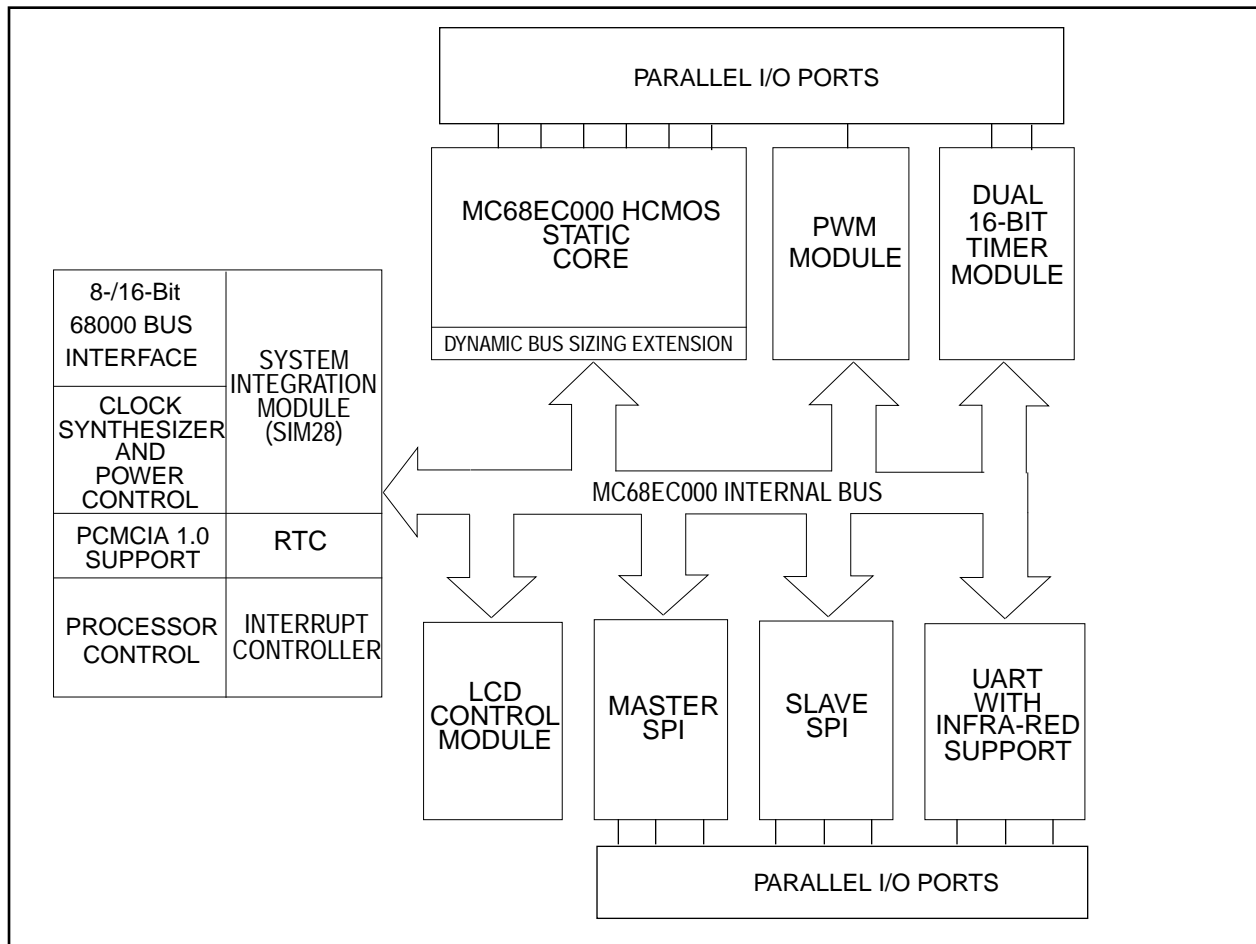 PARALLEL I/O PORTS
MC68EC000 HCMOS
STATIC
CORE
DYNAMIC BUS SIZING EXTENSION
PWM
MODULE
DUAL
16-BIT
TIMER
MODULE
8-/16-Bit
68000 BUS
INTERFACE
SYSTEM
INTEGRATION
MODULE
(SIM28)
CLOCK
SYNTHESIZER
AND
POWER
CONTROL
PCMCIA 1.0
SUPPORT
RTC
PROCESSOR
CONTROL
INTERRUPT
CONTROLLER
MC68EC000 INTERNAL BUS
LCD
CONTROL
MODULE
MASTER
SPI
SLAVE
SPI
UART
WITH
INFRA-RED
SUPPORT
PARALLEL I/O PORTS